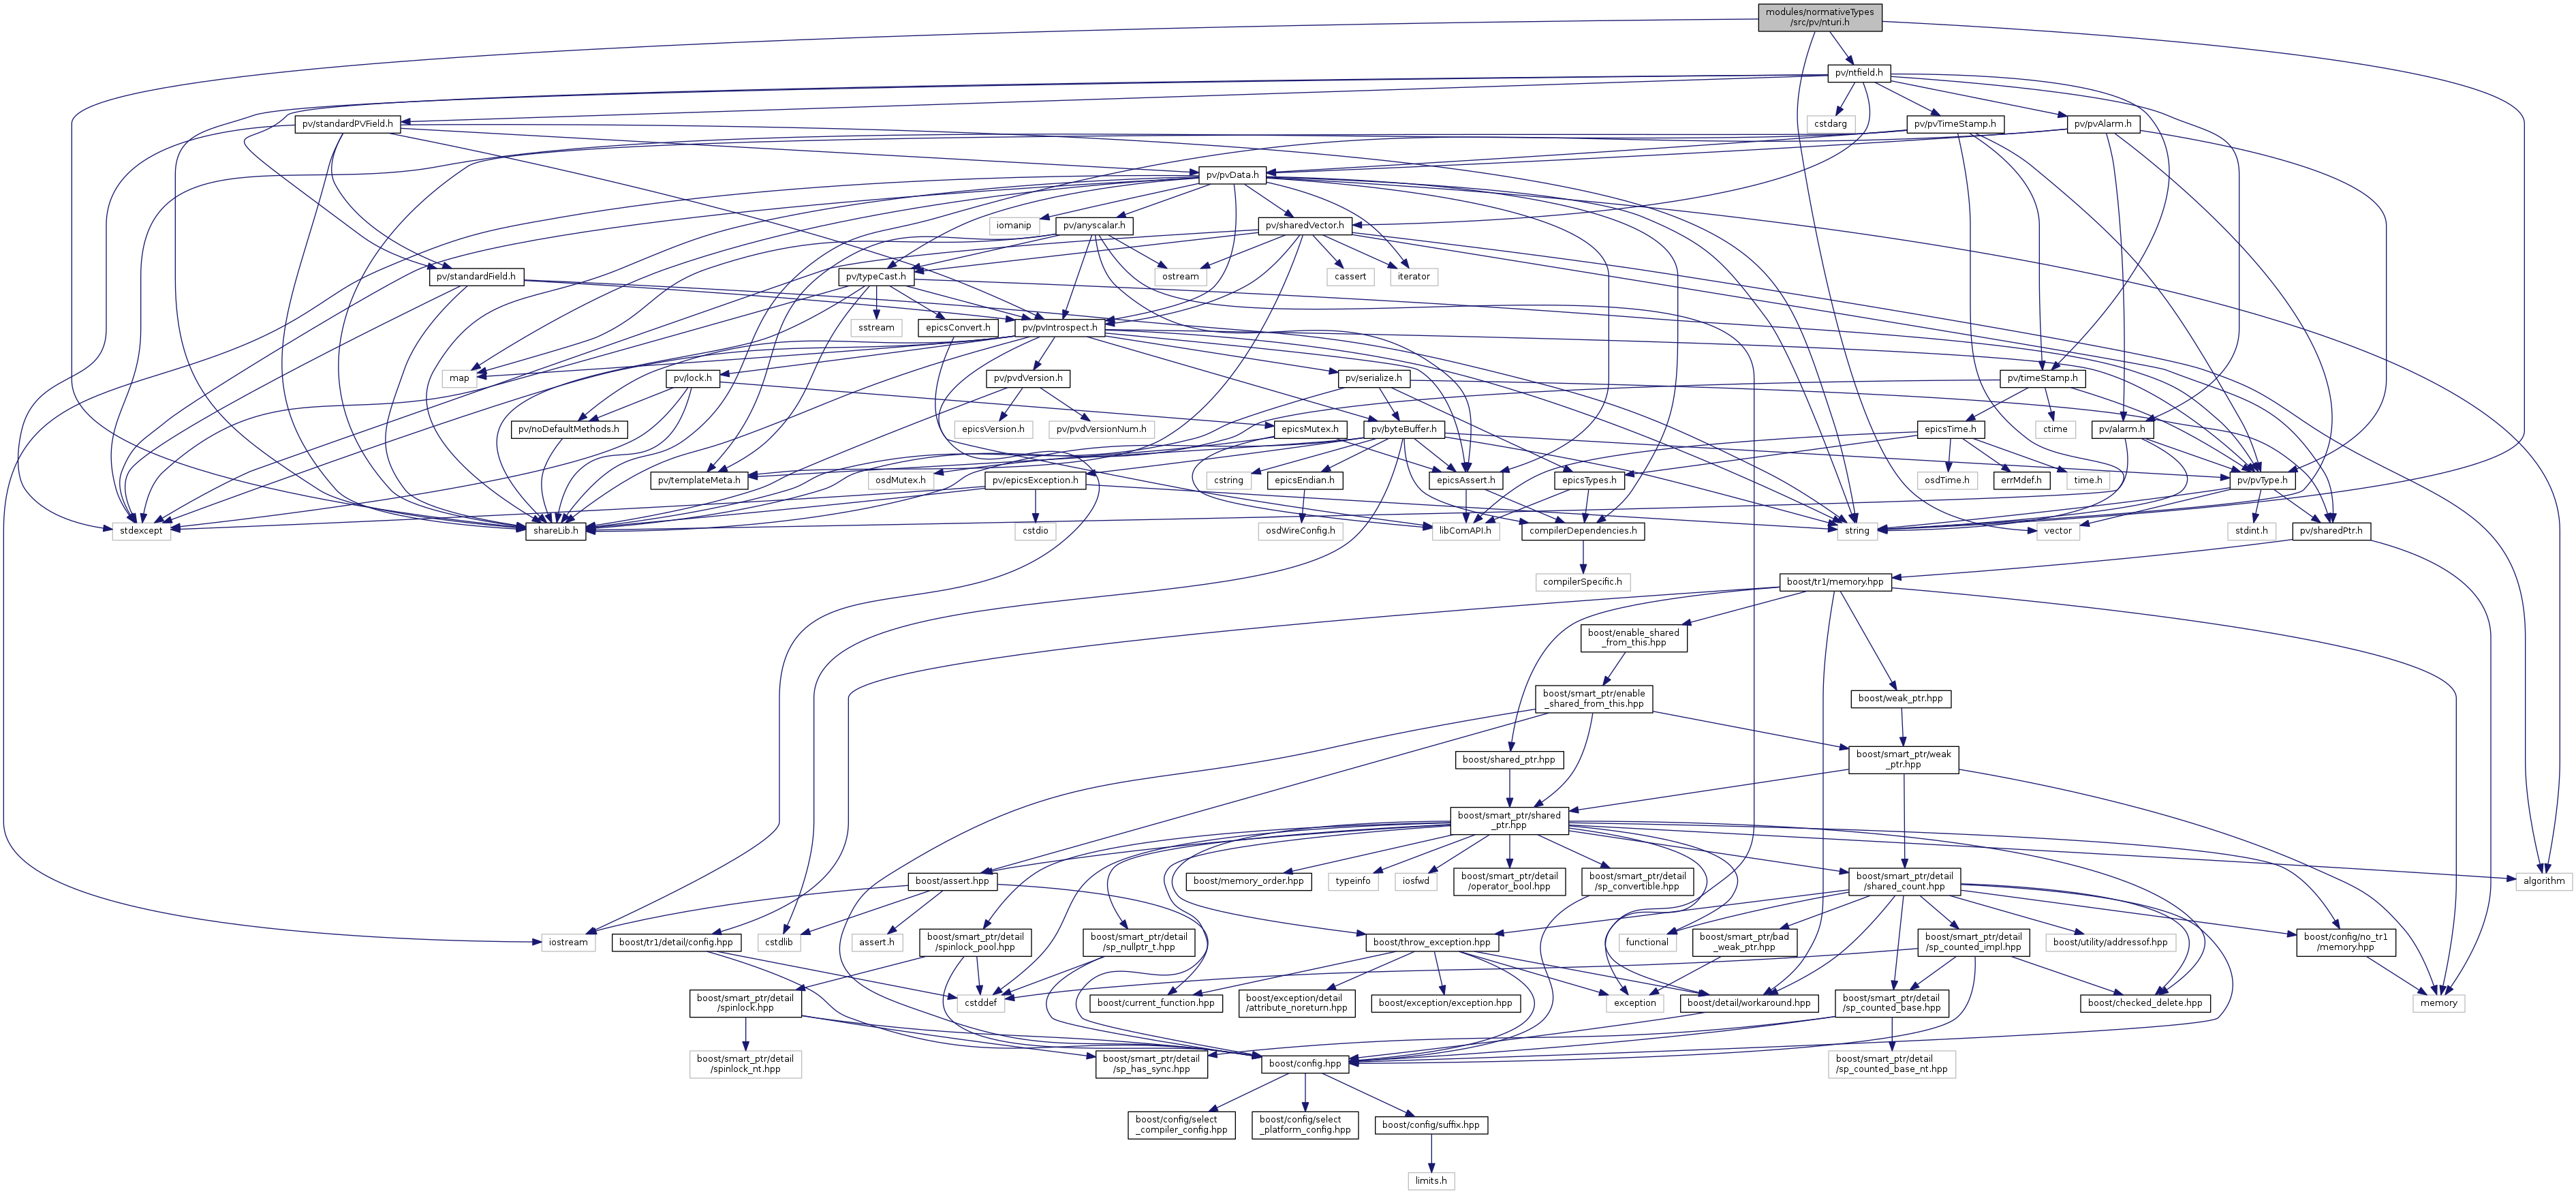 modules/normativeTypes
/src/pv/nturi.h
pv/ntfield.h
pv/standardPVField.h
cstdarg
pv/pvTimeStamp.h
pv/pvAlarm.h
pv/pvData.h
iomanip
pv/anyscalar.h
pv/sharedVector.h
pv/standardField.h
pv/typeCast.h
ostream
cassert
iterator
sstream
epicsConvert.h
pv/pvIntrospect.h
map
pv/lock.h
pv/pvdVersion.h
pv/serialize.h
pv/timeStamp.h
pv/noDefaultMethods.h
epicsVersion.h
pv/pvdVersionNum.h
epicsMutex.h
pv/byteBuffer.h
epicsTime.h
ctime
pv/alarm.h
pv/templateMeta.h
osdMutex.h
pv/epicsException.h
cstring
epicsEndian.h
epicsAssert.h
epicsTypes.h
osdTime.h
errMdef.h
time.h
pv/pvType.h
stdexcept
shareLib.h
cstdio
osdWireConfig.h
libComAPI.h
compilerDependencies.h
string
vector
stdint.h
pv/sharedPtr.h
compilerSpecific.h
boost/tr1/memory.hpp
boost/enable_shared
_from_this.hpp
boost/smart_ptr/enable
_shared_from_this.hpp
boost/weak_ptr.hpp
boost/shared_ptr.hpp
boost/smart_ptr/weak
_ptr.hpp
boost/smart_ptr/shared
_ptr.hpp
boost/assert.hpp
boost/memory_order.hpp
typeinfo
iosfwd
boost/smart_ptr/detail
/operator_bool.hpp
boost/smart_ptr/detail
/sp_convertible.hpp
boost/smart_ptr/detail
/shared_count.hpp
algorithm
iostream
boost/tr1/detail/config.hpp
cstdlib
assert.h
boost/smart_ptr/detail
/spinlock_pool.hpp
boost/smart_ptr/detail
/sp_nullptr_t.hpp
boost/throw_exception.hpp
functional
boost/smart_ptr/bad
_weak_ptr.hpp
boost/smart_ptr/detail
/sp_counted_impl.hpp
boost/utility/addressof.hpp
boost/config/no_tr1
/memory.hpp
boost/smart_ptr/detail
/spinlock.hpp
cstddef
boost/current_function.hpp
boost/exception/detail
/attribute_noreturn.hpp
boost/exception/exception.hpp
exception
boost/detail/workaround.hpp
boost/smart_ptr/detail
/sp_counted_base.hpp
boost/checked_delete.hpp
memory
boost/smart_ptr/detail
/spinlock_nt.hpp
boost/smart_ptr/detail
/sp_has_sync.hpp
boost/config.hpp
boost/smart_ptr/detail
/sp_counted_base_nt.hpp
boost/config/select
_compiler_config.hpp
boost/config/select
_platform_config.hpp
boost/config/suffix.hpp
limits.h